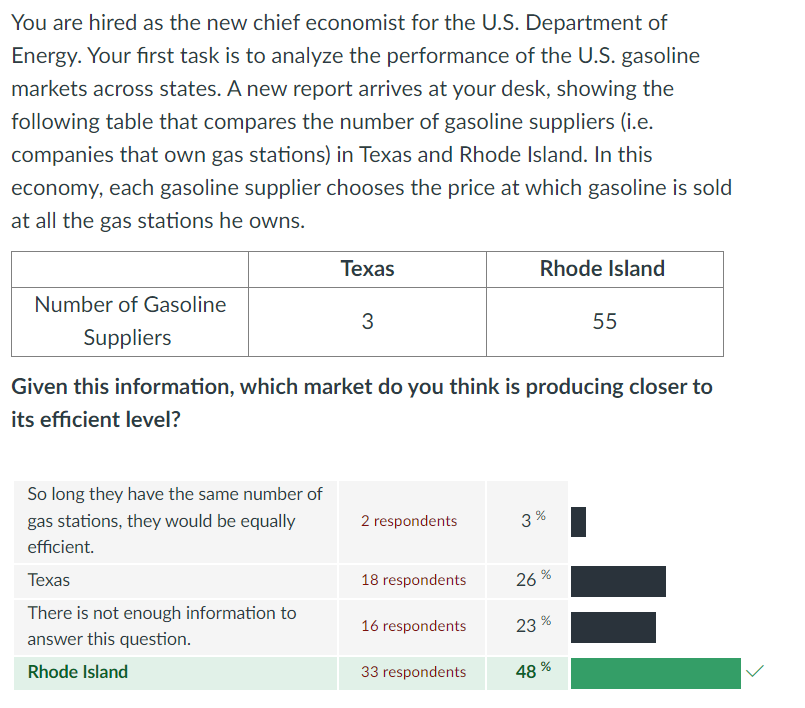 You are hired as the new chief economist for the U.S. Department of
Energy. Your first task is to analyze the performance of the U.S. gasoline
markets across states. A new report arrives at your desk, showing the
following table that compares the number of gasoline suppliers (i.e.
companies that own gas stations) in Texas and Rhode Island. In this
economy, each gasoline supplier chooses the price at which gasoline is sold
at all the gas stations he owns.
Texas Rhode Island
Number of Gasoline
Suppliers
3 55
Given this information, which market do you think is producing closer to
its efficient level?
So long they have the same number of
gas stations, they would be equally
efficient.
2 respondents 3 %
Texas 18 respondents 26 %
There is not enough information to
answer this question.
16 respondents 23 %
Rhode Island 33 respondents 48 %